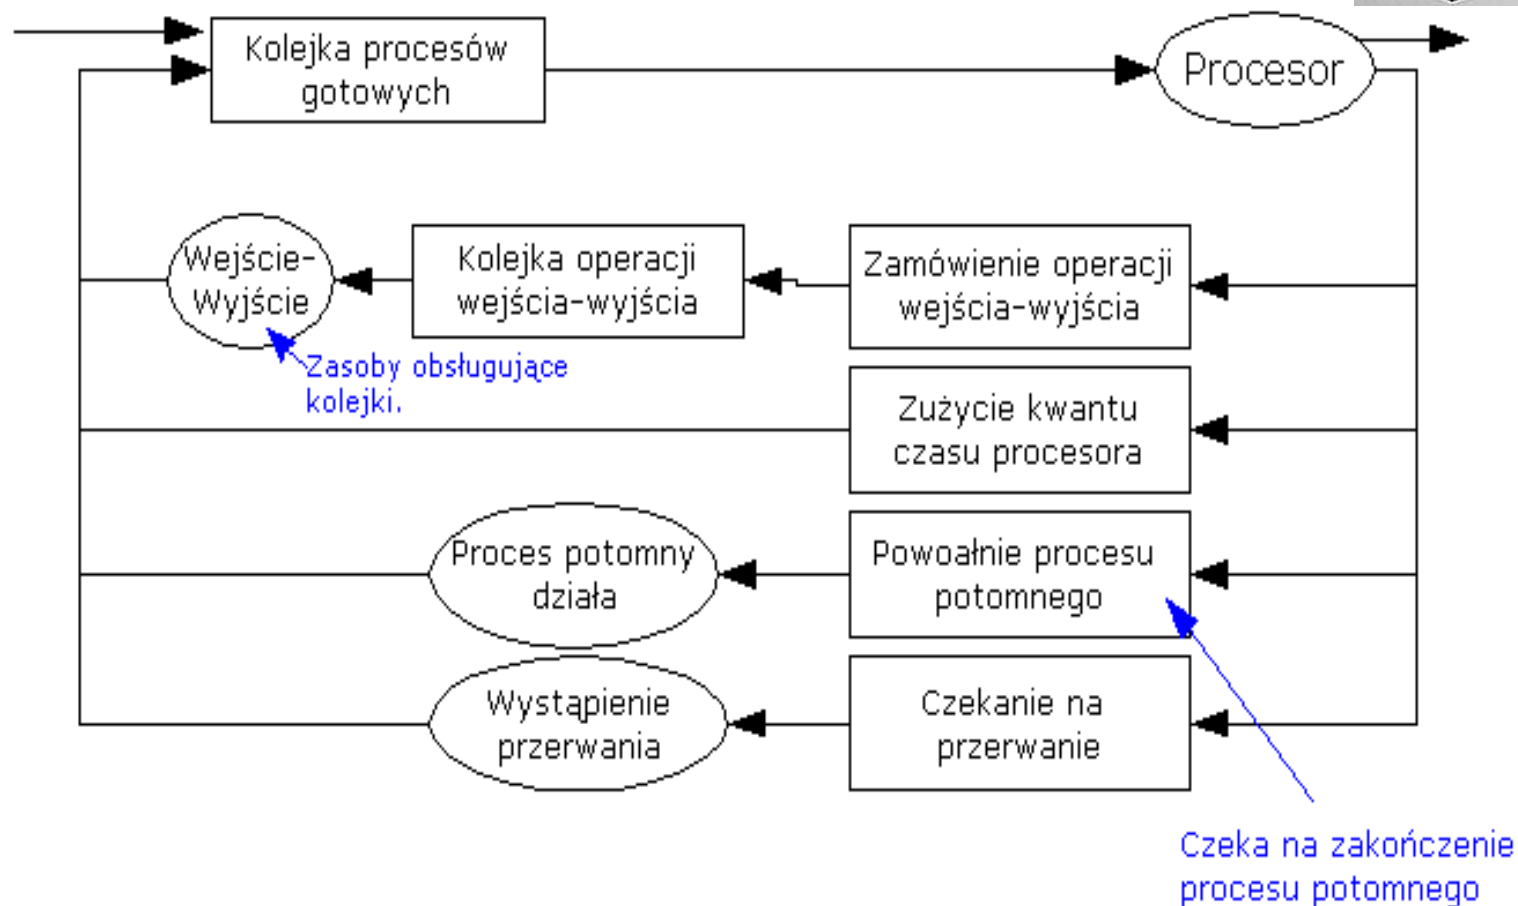 Kolejka procesów
gotowych
Procesor
Wejście-
Wyjście
Kolejka operacji
wejścia-wyjścia
Zamówienie operacji
wejścia-wyjścia
Zasoby obsługujące
kolejki.
Zużycie kwantu
czasu procesora
Proces potomny
działa
Powoałnie procesu
potomnego
Wystąpienie
przerwania
Czekanie na
przerwanie
Czeka na zakończenie
procesu potomnego